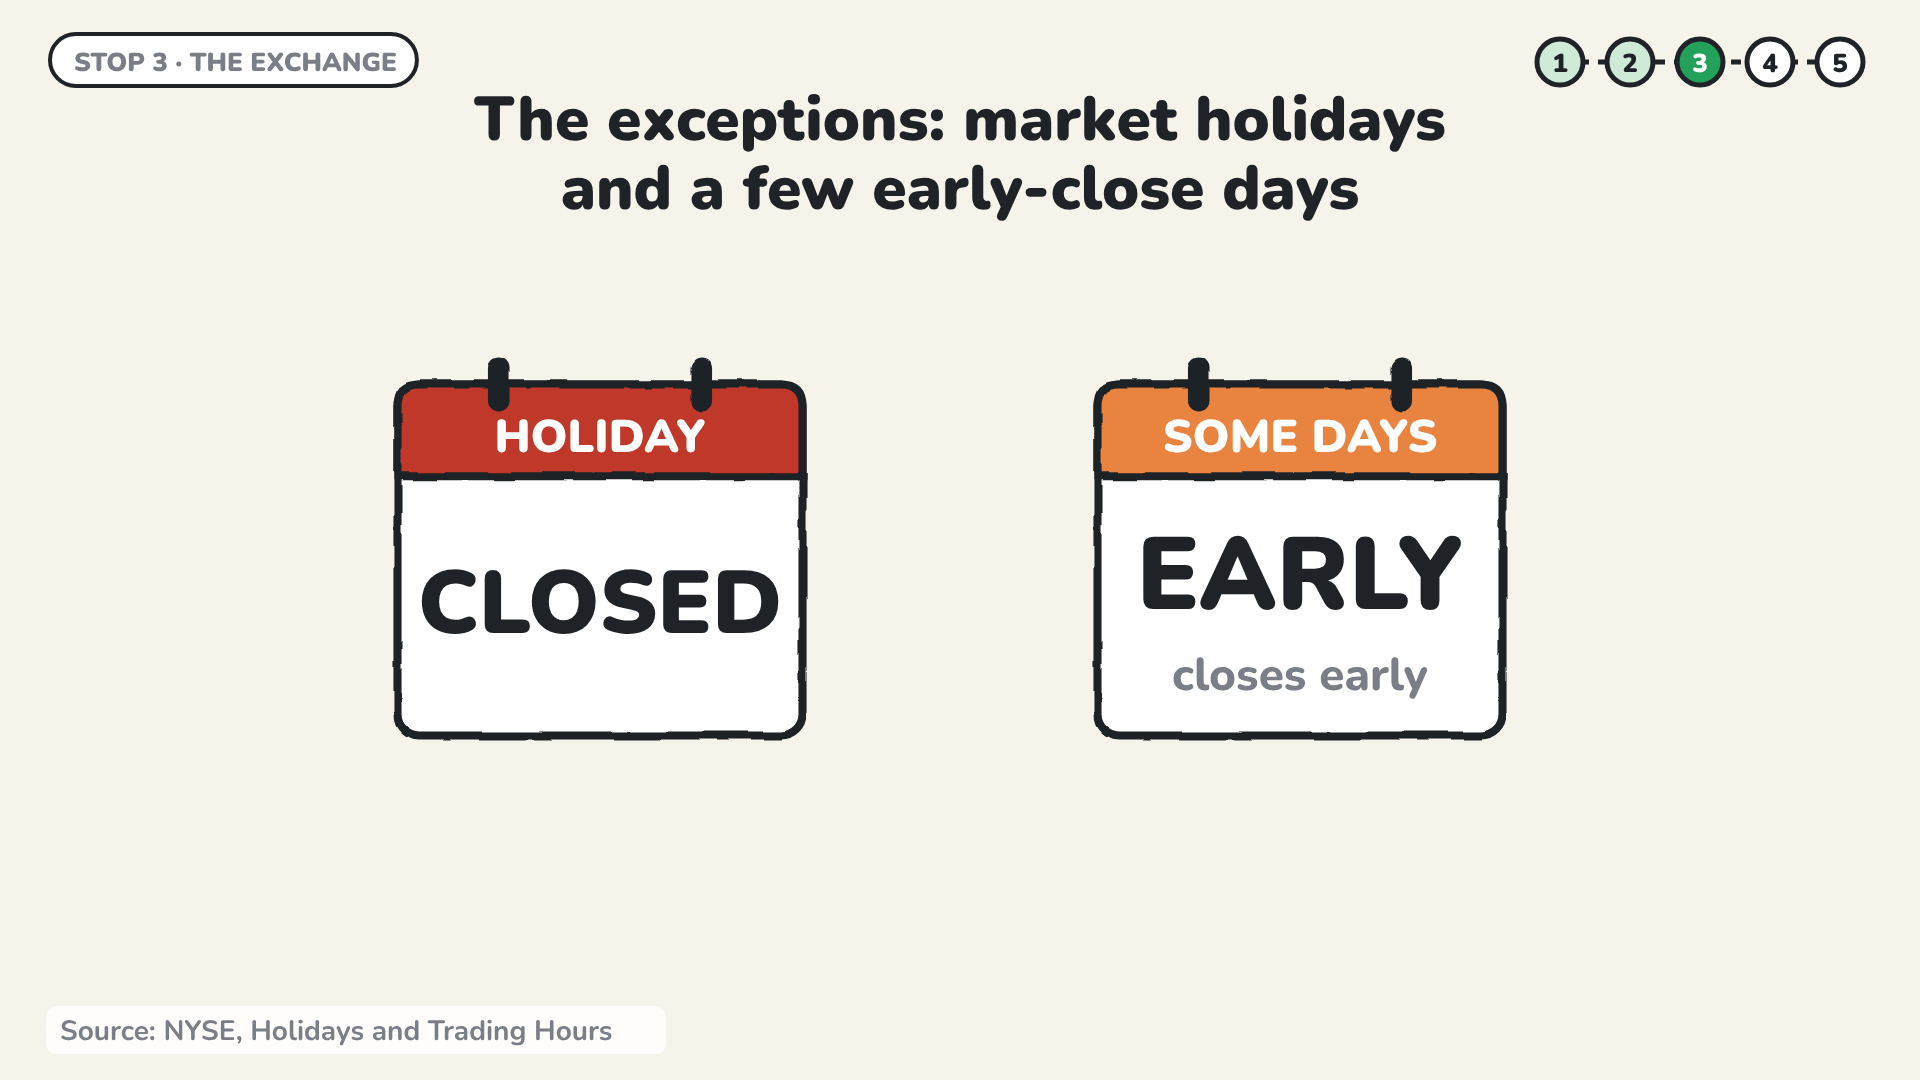 STOP 3 · THE EXCHANGE
1 2 3 4 5
The exceptions: market holidays
and a few early-close days
HOLIDAY
CLOSED
SOME DAYS
EARLY
closes early
Source: NYSE, Holidays and Trading Hours